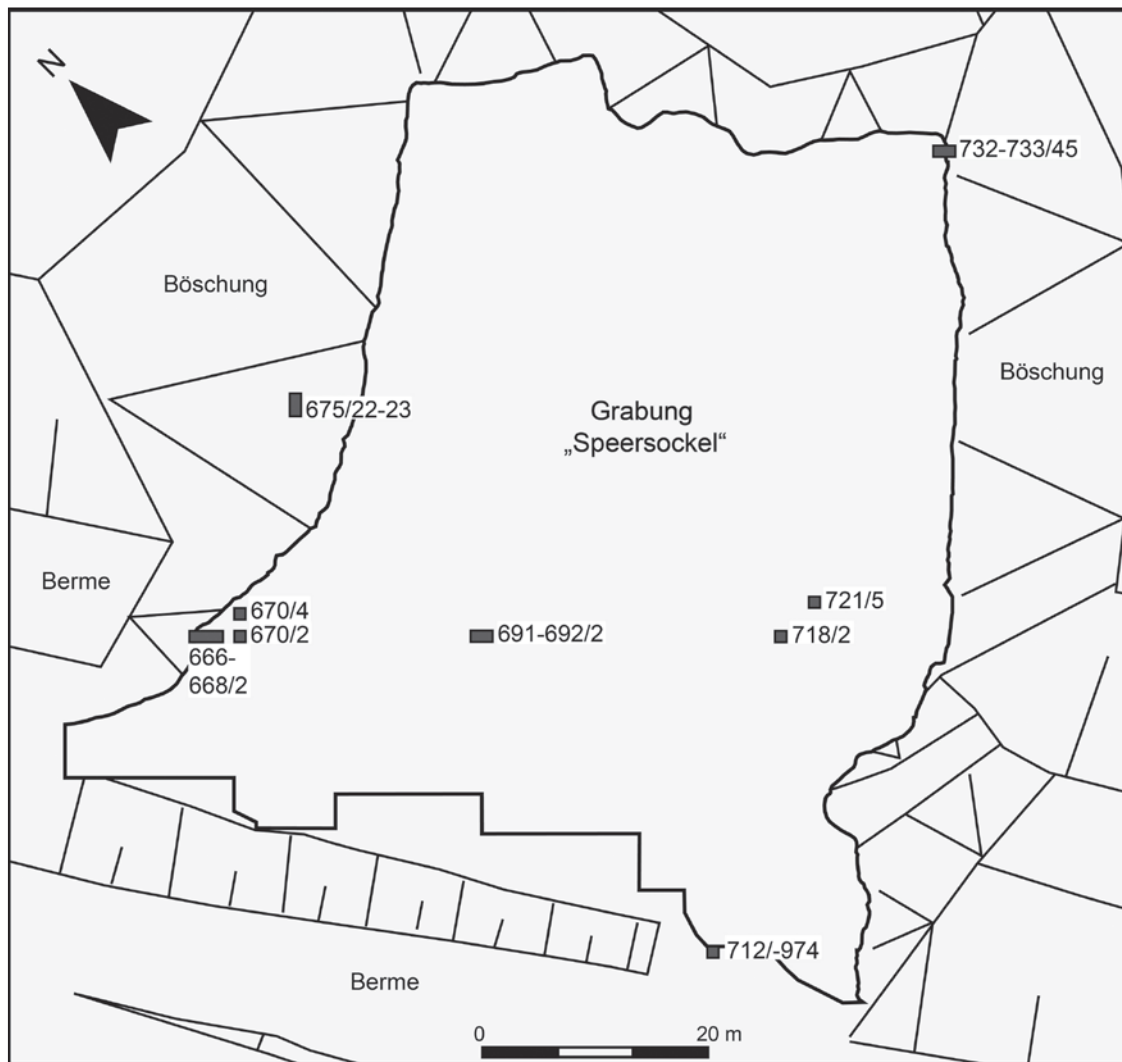 N
732-733/45
Böschung
Böschung
675/22-23
Grabung
„Speersockel“
Berme
670/4
721/5
670/2
691-692/2
718/2
666-
668/2
712/-974
Berme
0
20 m